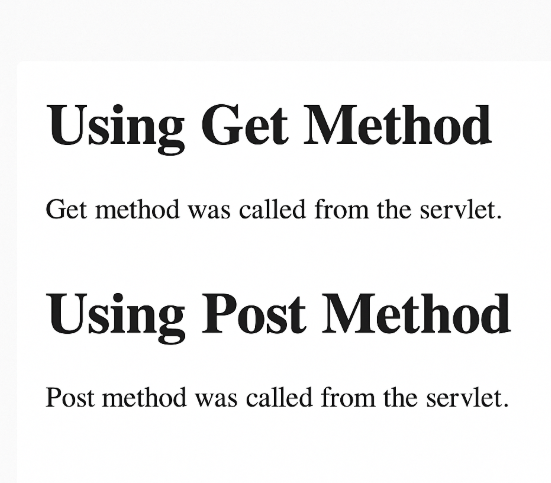 Using Get Method
Get method was called from the servlet.
Using Post Method
Post method was called from the servlet.